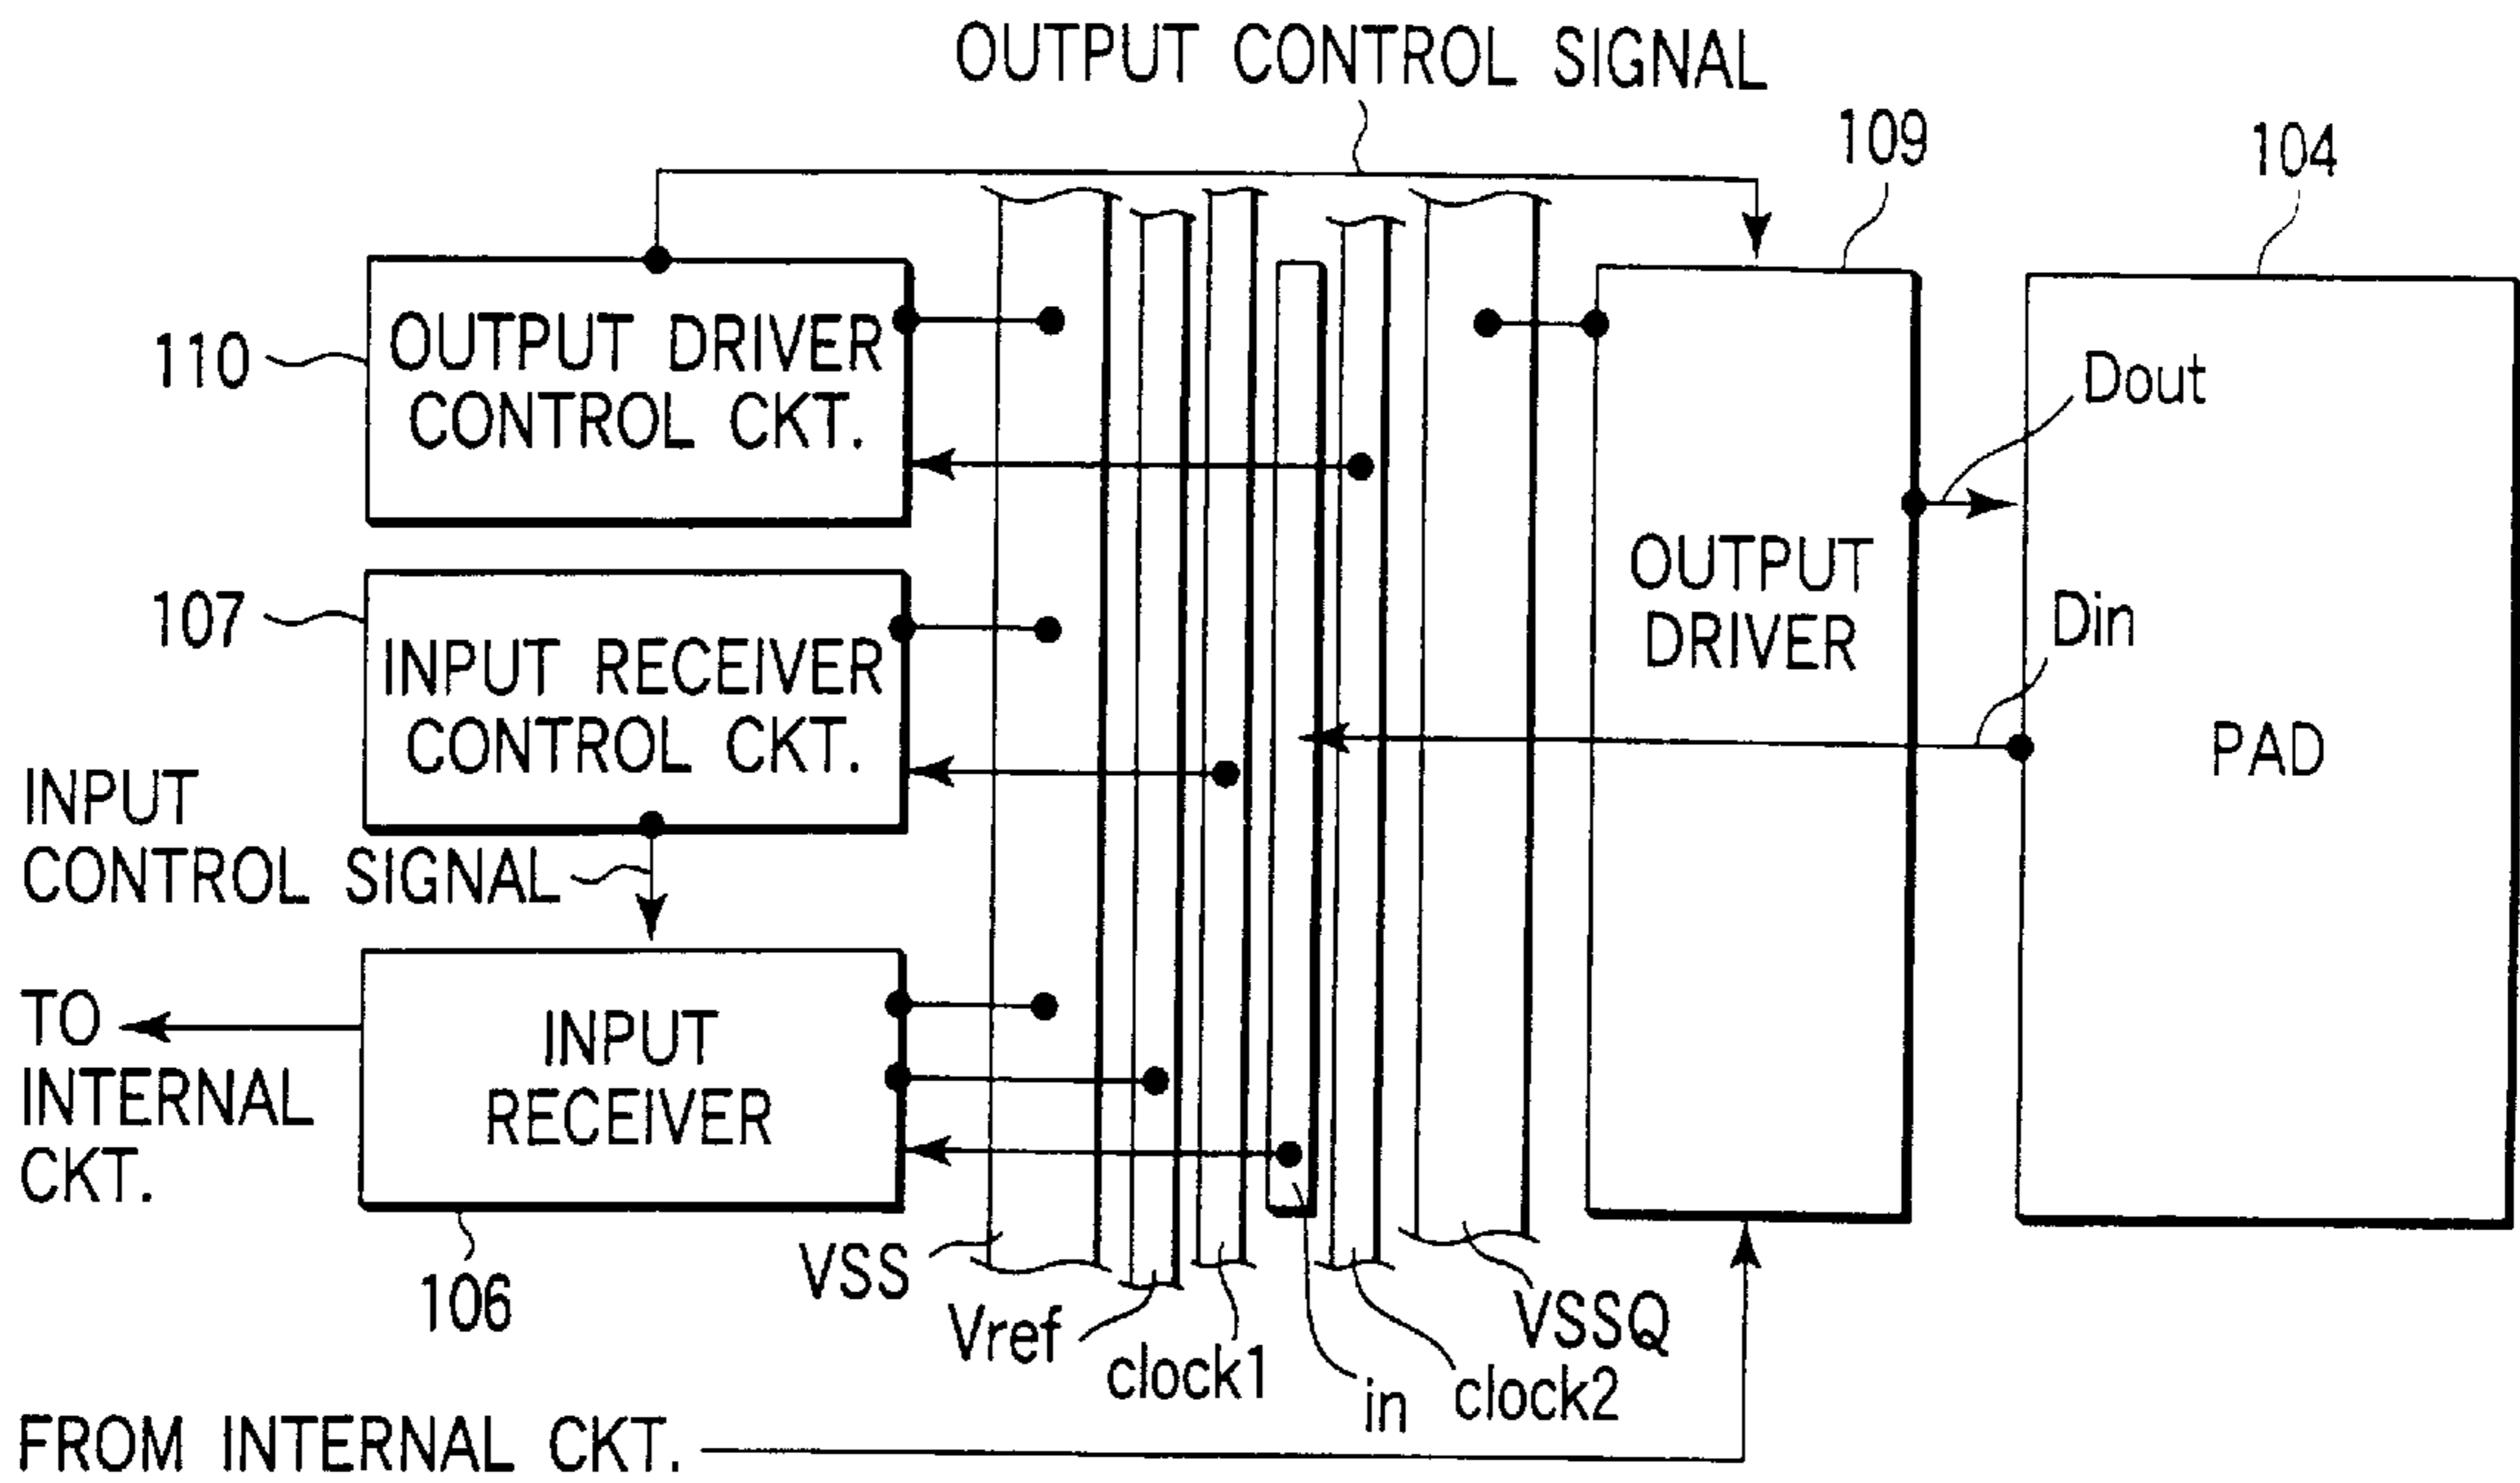 OUTPUT CONTROL SIGNAL
109
104
110
OUTPUT DRIVER
CONTROL CKT.
Dout
107
INPUT RECEIVER
CONTROL CKT.
OUTPUT
DRIVER
Din
PAD
INPUT
CONTROL SIGNAL
TO
INTERNAL
CKT.
INPUT
RECEIVER
106
VSS
Vref
clock1
in
clock2
VSSQ
FROM INTERNAL CKT.